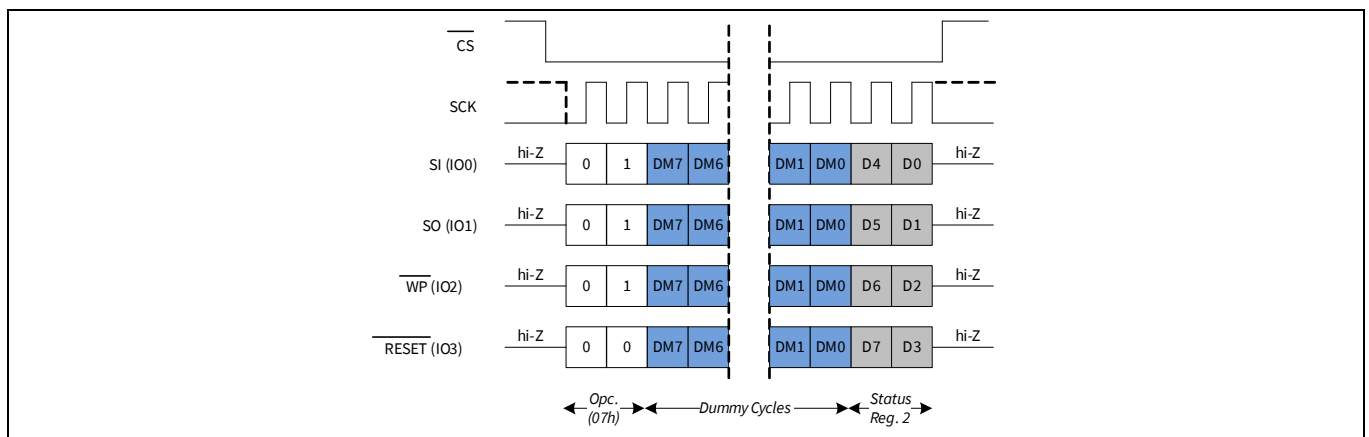 CS
SCK
SI (IO0) hi-Z 0 1 DM7 DM6 DM1 DM0 D4 D0 hi-Z
SO (IO1) hi-Z 0 1 DM7 DM6 DM1 DM0 D5 D1 hi-Z
WP (IO2) hi-Z 0 1 DM7 DM6 DM1 DM0 D6 D2 hi-Z
RESET (IO3) hi-Z 0 0 DM7 DM6 DM1 DM0 D7 D3 hi-Z
Opc. (07h) Dummy Cycles Status Reg. 2